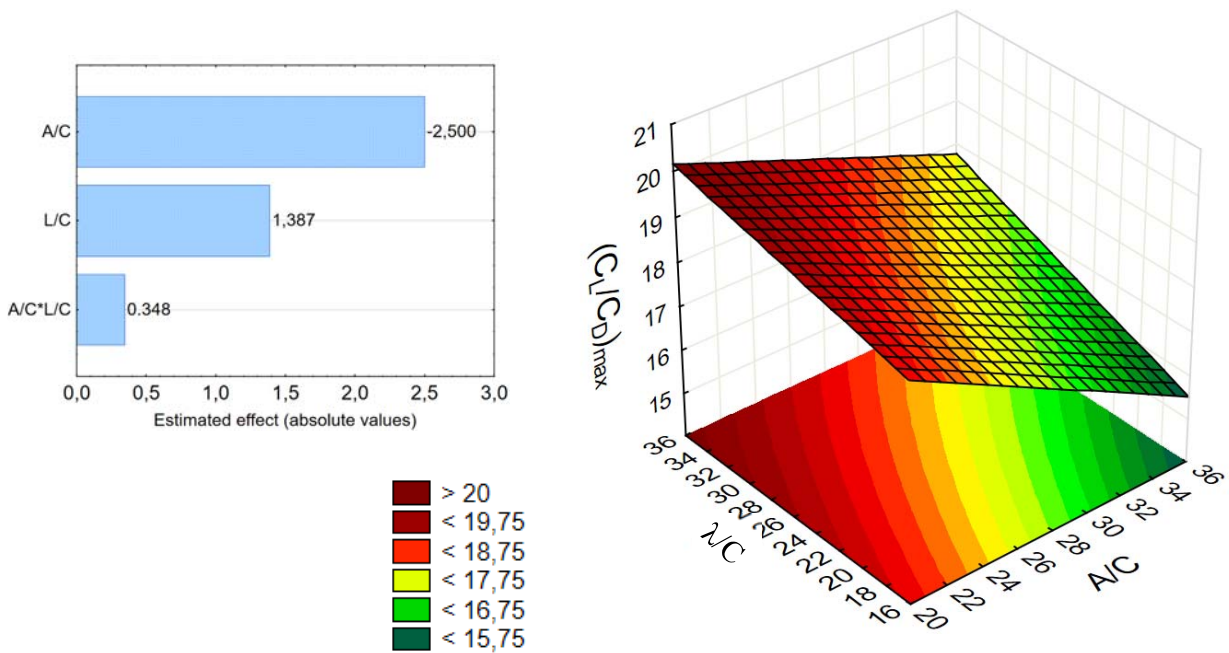 A/C
-2,500
L/C
1,387
A/C*L/C
0.348
0,0 0,5 1,0 1,5 2,0 2,5 3,0
Estimated effect (absolute values)
> 20
< 19,75
< 18,75
< 17,75
< 16,75
< 15,75
21
20
19
18
17
16
15
(CL/CD)max
36 34 32 30 28 26 24 22 20 18 16
λ/C
20 22 24 26 28 30 32 34 36
A/C